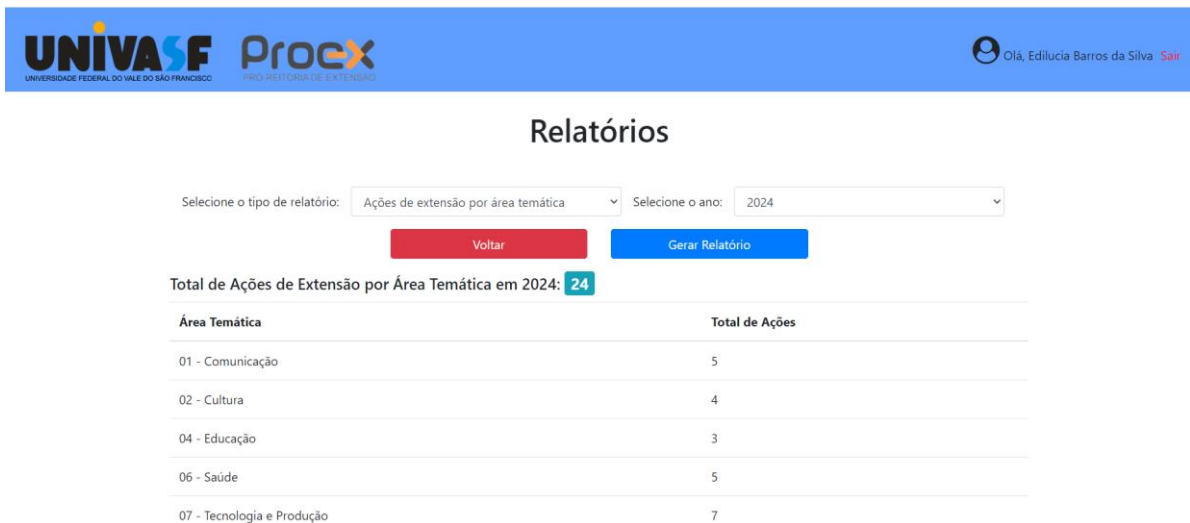 UNIVASF
UNIVERSIDADE FEDERAL DO VALE DO SÃO FRANCISCO
Proex
PRÓ REITORIA DE EXTENSÃO
Olá, Edilucia Barros da Silva Sair
Relatórios
Selecione o tipo de relatório: Ações de extensão por área temática Selecione o ano: 2024
Voltar Gerar Relatório
Total de Ações de Extensão por Área Temática em 2024: 24
Área Temática Total de Ações
01 - Comunicação 5
02 - Cultura 4
04 - Educação 3
06 - Saúde 5
07 - Tecnologia e Produção 7